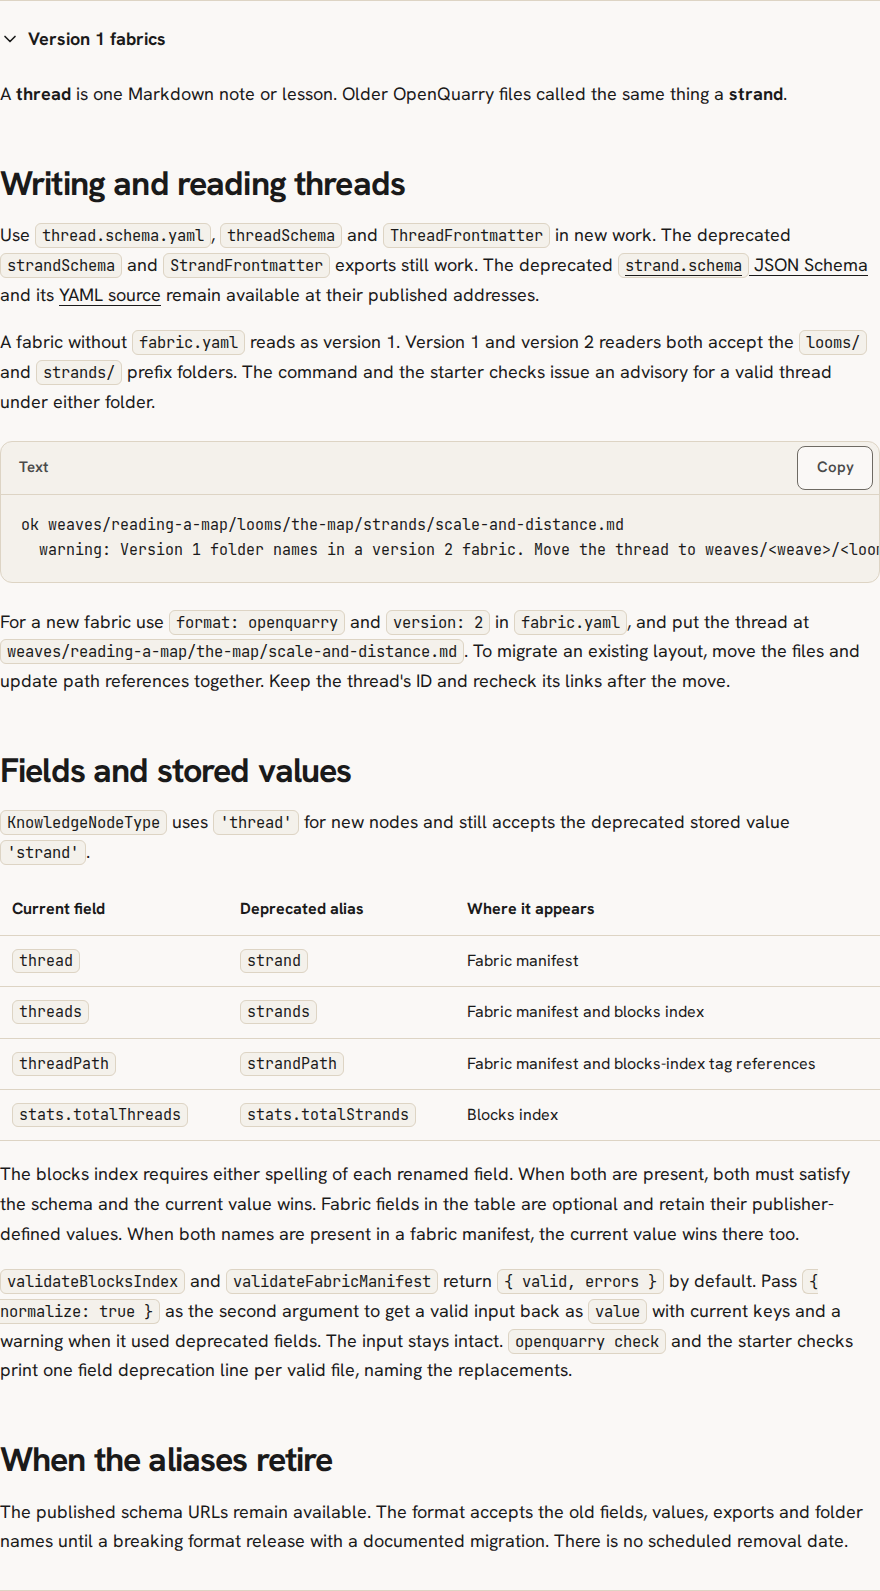 Version 1 fabrics
A thread is one Markdown note or lesson. Older OpenQuarry files called the same thing a strand.
Writing and reading threads
Use thread.schema.yaml, threadSchema and ThreadFrontmatter in new work. The deprecated
strandSchema and StrandFrontmatter exports still work. The deprecated strand.schema JSON Schema
and its YAML source remain available at their published addresses.
A fabric without fabric.yaml reads as version 1. Version 1 and version 2 readers both accept the looms/
and strands/ prefix folders. The command and the starter checks issue an advisory for a valid thread
under either folder.
Text
Copy
ok weaves/reading-a-map/looms/the-map/strands/scale-and-distance.md
warning: Version 1 folder names in a version 2 fabric. Move the thread to weaves/<weave>/<loom
For a new fabric use format: openquarry and version: 2 in fabric.yaml, and put the thread at
weaves/reading-a-map/the-map/scale-and-distance.md. To migrate an existing layout, move the files and
update path references together. Keep the thread's ID and recheck its links after the move.
Fields and stored values
KnowledgeNodeType uses 'thread' for new nodes and still accepts the deprecated stored value
'strand'.
Current field Deprecated alias Where it appears
thread strand Fabric manifest
threads strands Fabric manifest and blocks index
threadPath strandPath Fabric manifest and blocks-index tag references
stats.totalThreads stats.totalStrands Blocks index
The blocks index requires either spelling of each renamed field. When both are present, both must satisfy
the schema and the current value wins. Fabric fields in the table are optional and retain their publisher-
defined values. When both names are present in a fabric manifest, the current value wins there too.
validateBlocksIndex and validateFabricManifest return { valid, errors } by default. Pass {
normalize: true } as the second argument to get a valid input back as value with current keys and a
warning when it used deprecated fields. The input stays intact. openquarry check and the starter checks
print one field deprecation line per valid file, naming the replacements.
When the aliases retire
The published schema URLs remain available. The format accepts the old fields, values, exports and folder
names until a breaking format release with a documented migration. There is no scheduled removal date.